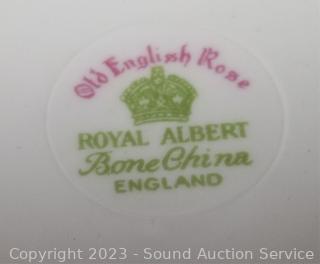 Old English Rose
ROYAL ALBERT
Bone China
ENGLAND
Copyright 2023 - Sound Auction Service